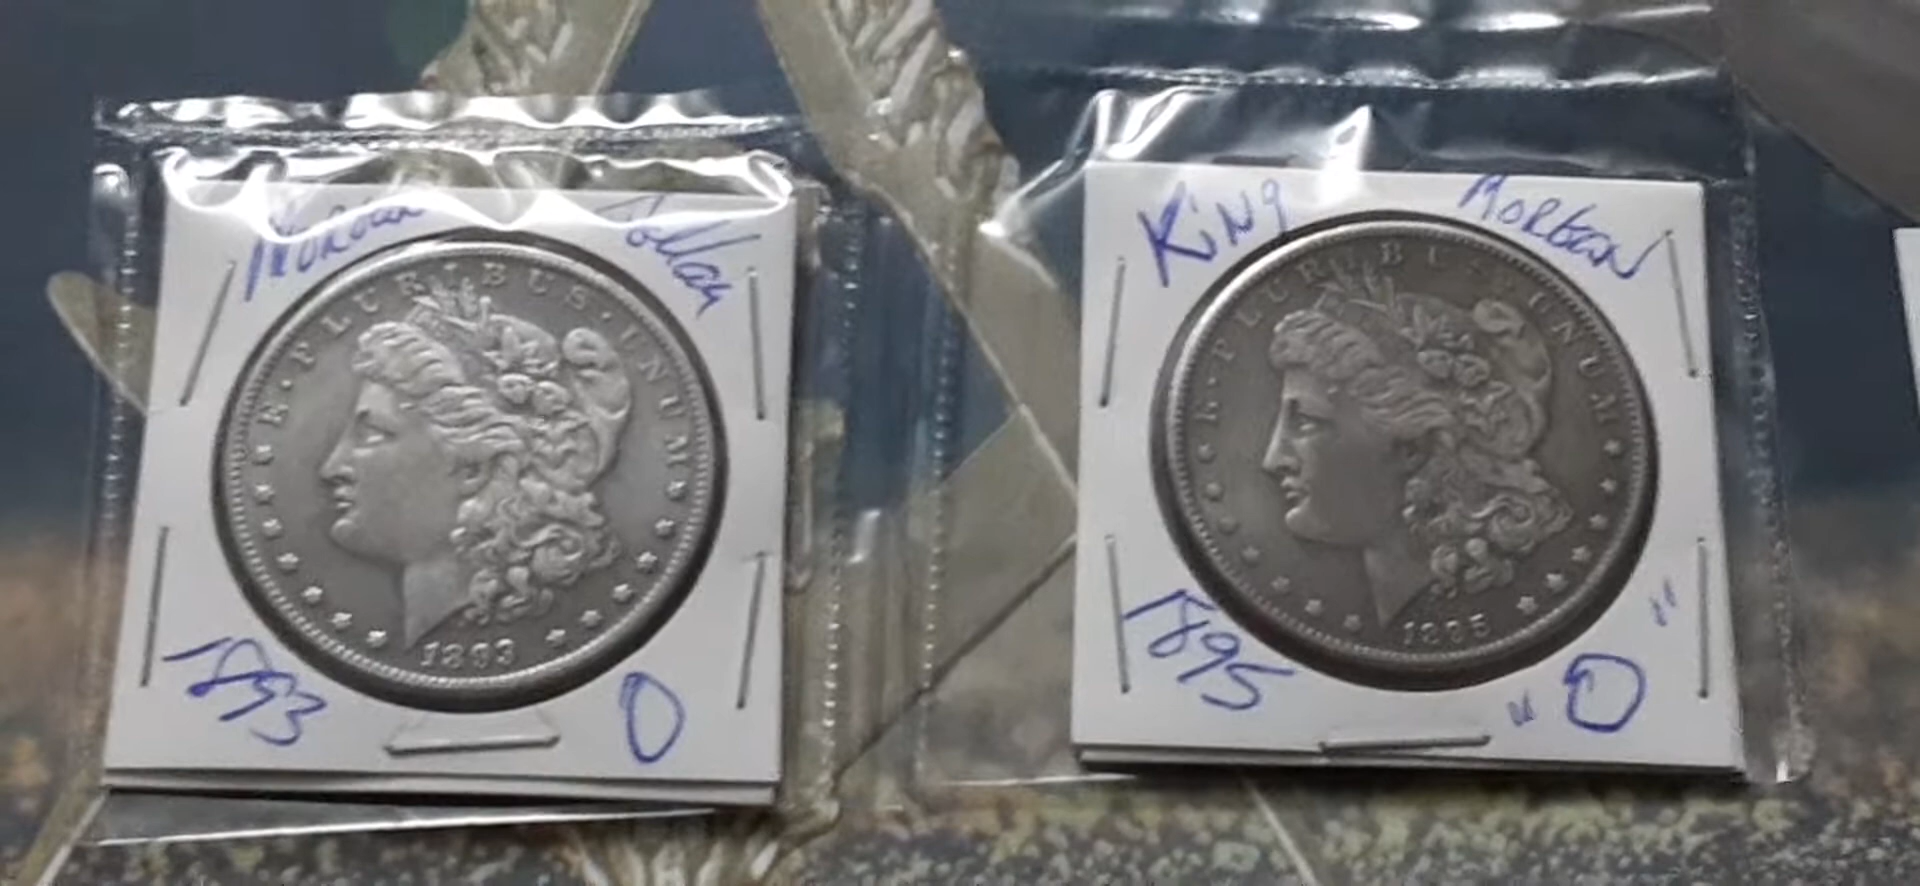 Morgan Dollar
E · PLURIBUS · UNUM
1893
1893 O
King MORGAN
E · PLURIBUS · UNUM
1895
1895 "O"